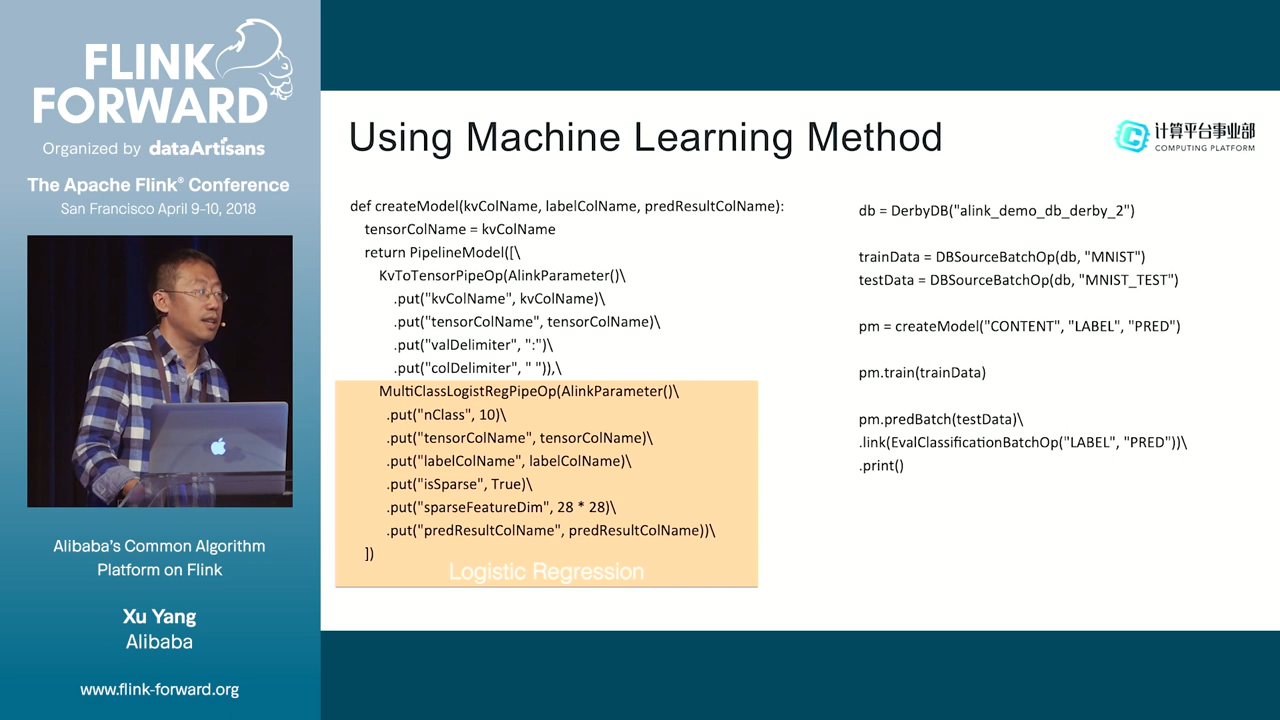 FLINK
FORWARD
Organized by dataArtisans
The Apache Flink® Conference
San Francisco April 9-10, 2018
Alibaba's Common Algorithm
Platform on Flink
Xu Yang
Alibaba
www.flink-forward.org
Using Machine Learning Method
计算平台事业部
COMPUTING PLATFORM
def createModel(kvColName, labelColName, predResultColName):
tensorColName = kvColName
return PipelineModel([\
KvToTensorPipeOp(AlinkParameter()\
.put("kvColName", kvColName)\
.put("tensorColName", tensorColName)\
.put("valDelimiter", ":")\
.put("colDelimiter", " ")),\
MultiClassLogistRegPipeOp(AlinkParameter()\
.put("nClass", 10)\
.put("tensorColName", tensorColName)\
.put("labelColName", labelColName)\
.put("isSparse", True)\
.put("sparseFeatureDim", 28 * 28)\
.put("predResultColName", predResultColName))\
])
Logistic Regression
db = DerbyDB("alink_demo_db_derby_2")
trainData = DBSourceBatchOp(db, "MNIST")
testData = DBSourceBatchOp(db, "MNIST_TEST")
pm = createModel("CONTENT", "LABEL", "PRED")
pm.train(trainData)
pm.predBatch(testData)\
.link(EvalClassificationBatchOp("LABEL", "PRED"))\
.print()